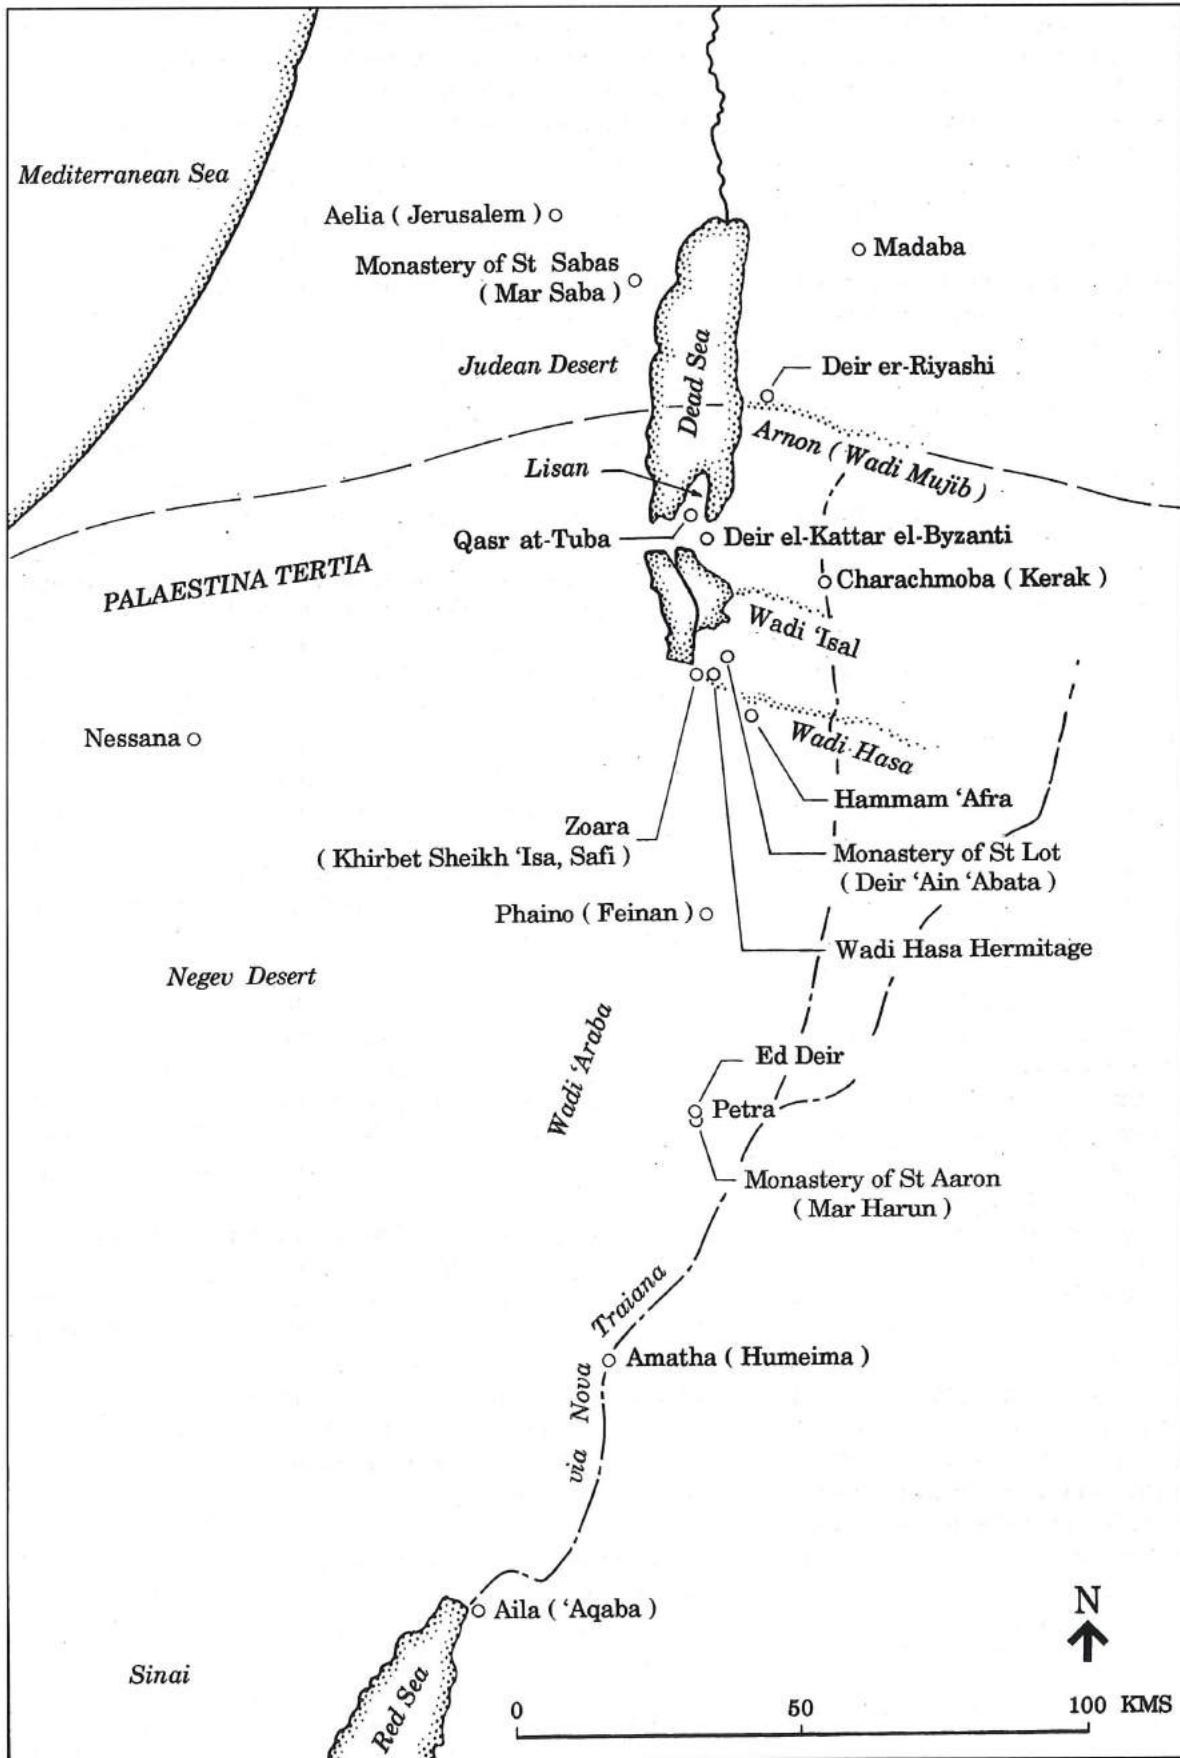 Mediterranean Sea
Aelia ( Jerusalem )
Madaba
Monastery of St Sabas
( Mar Saba )
Dead Sea
Judean Desert
Deir er-Riyashi
Arnon ( Wadi Mujib )
Lisan
Qasr at-Tuba
Deir el-Kattar el-Byzanti
PALAESTINA TERTIA
Charachmoba ( Kerak )
Wadi ‘Isal
Nessana
Wadi Hasa
Hammam ‘Afra
Zoara
( Khirbet Sheikh ‘Isa, Safi )
Monastery of St Lot
( Deir ‘Ain ‘Abata )
Phaino ( Feinan )
Wadi Hasa Hermitage
Negev Desert
Wadi ‘Araba
Ed Deir
Petra
Monastery of St Aaron
( Mar Harun )
via Nova Traiana
Amatha ( Humeima )
Aila ( ‘Aqaba )
N
Sinai
Red Sea
0 50 100 KMS